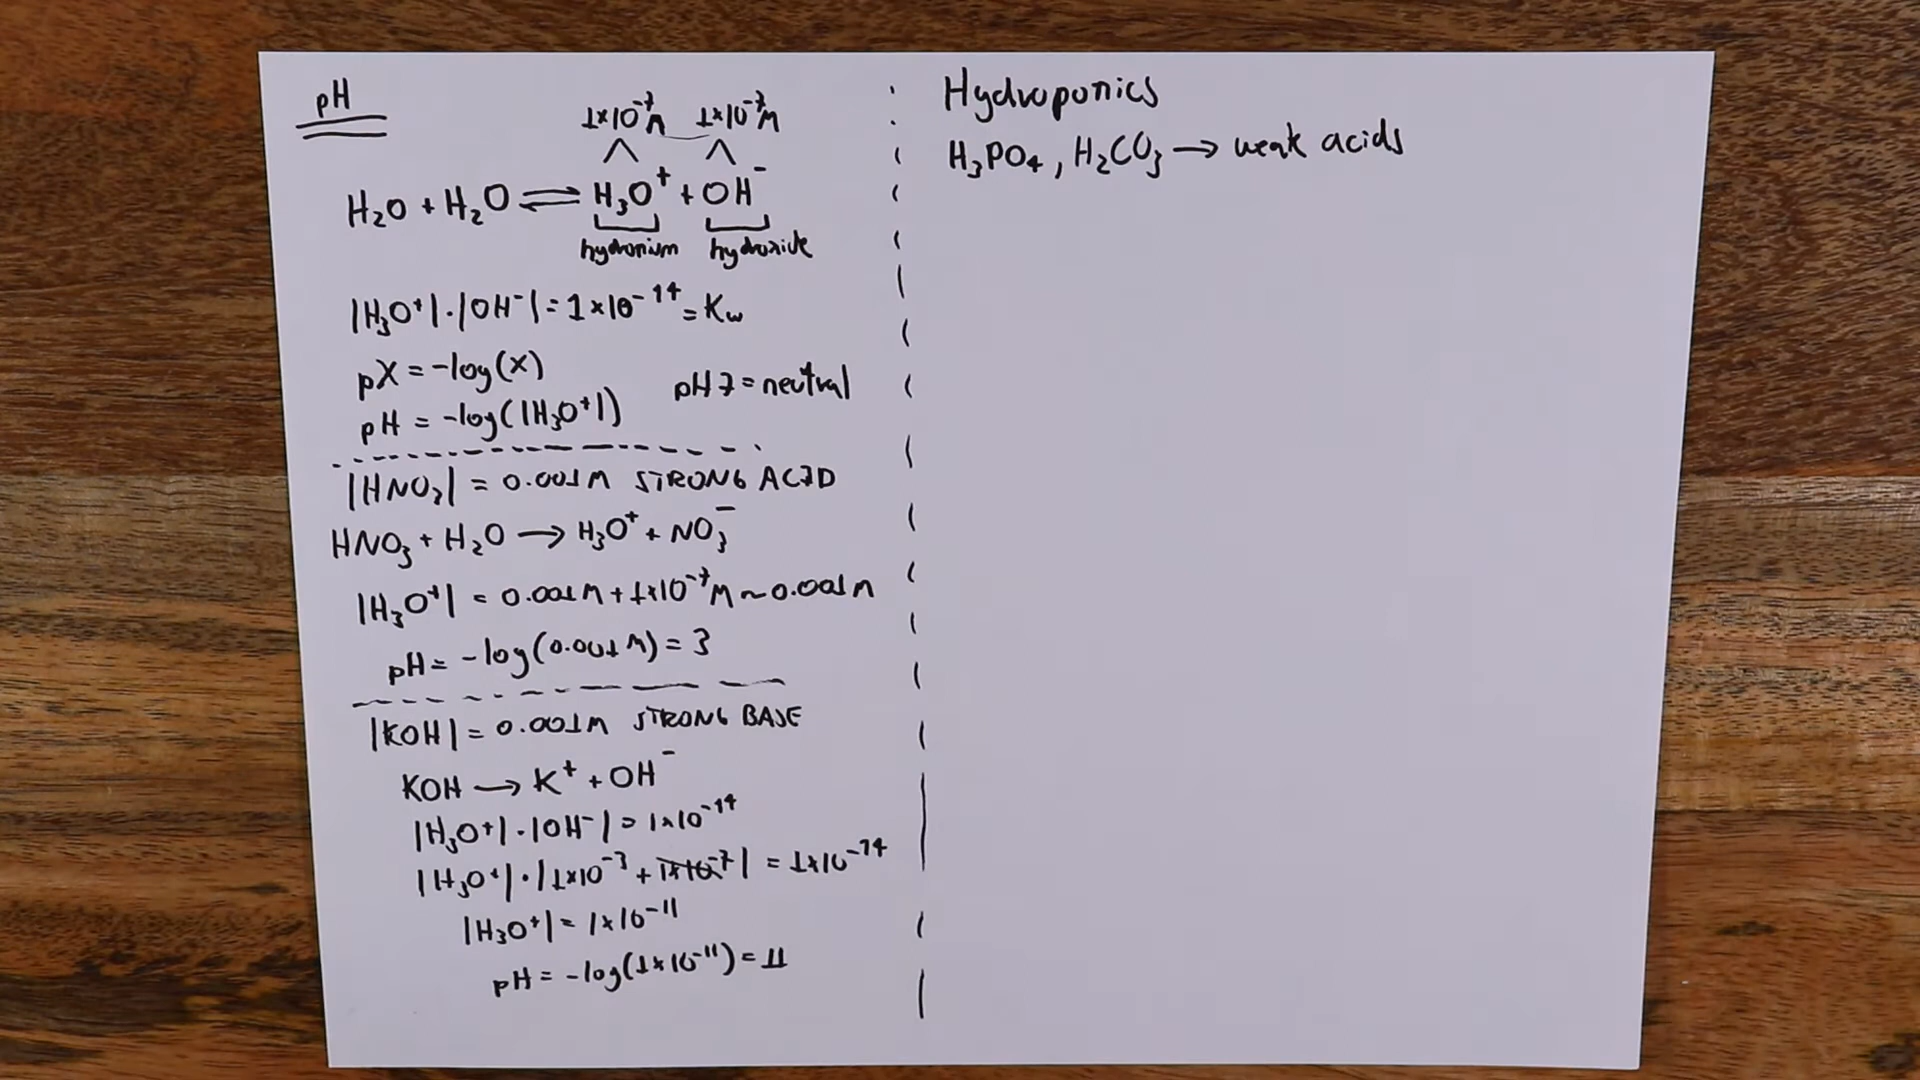 pH
1×10⁻⁷M 1×10⁻⁷M
H₂O + H₂O ⇌ H₃O⁺ + OH⁻
hydronium hydroxide
|H₃O⁺|·|OH⁻| = 1×10⁻¹⁴ = Kw
pX = -log(x)
pH 7 = neutral
pH = -log(|H₃O⁺|)
|HNO₃| = 0.001M STRONG ACID
HNO₃ + H₂O → H₃O⁺ + NO₃⁻
|H₃O⁺| = 0.001M + 1×10⁻⁷M ~ 0.001M
pH = -log(0.001M) = 3
|KOH| = 0.001M STRONG BASE
KOH → K⁺ + OH⁻
|H₃O⁺|·|OH⁻| = 1×10⁻¹⁴
|H₃O⁺|·|1×10⁻³ + 1×10⁻⁷| = 1×10⁻¹⁴
|H₃O⁺| = 1×10⁻¹¹
pH = -log(1×10⁻¹¹) = 11
Hydroponics
H₃PO₄, H₂CO₃ → weak acids